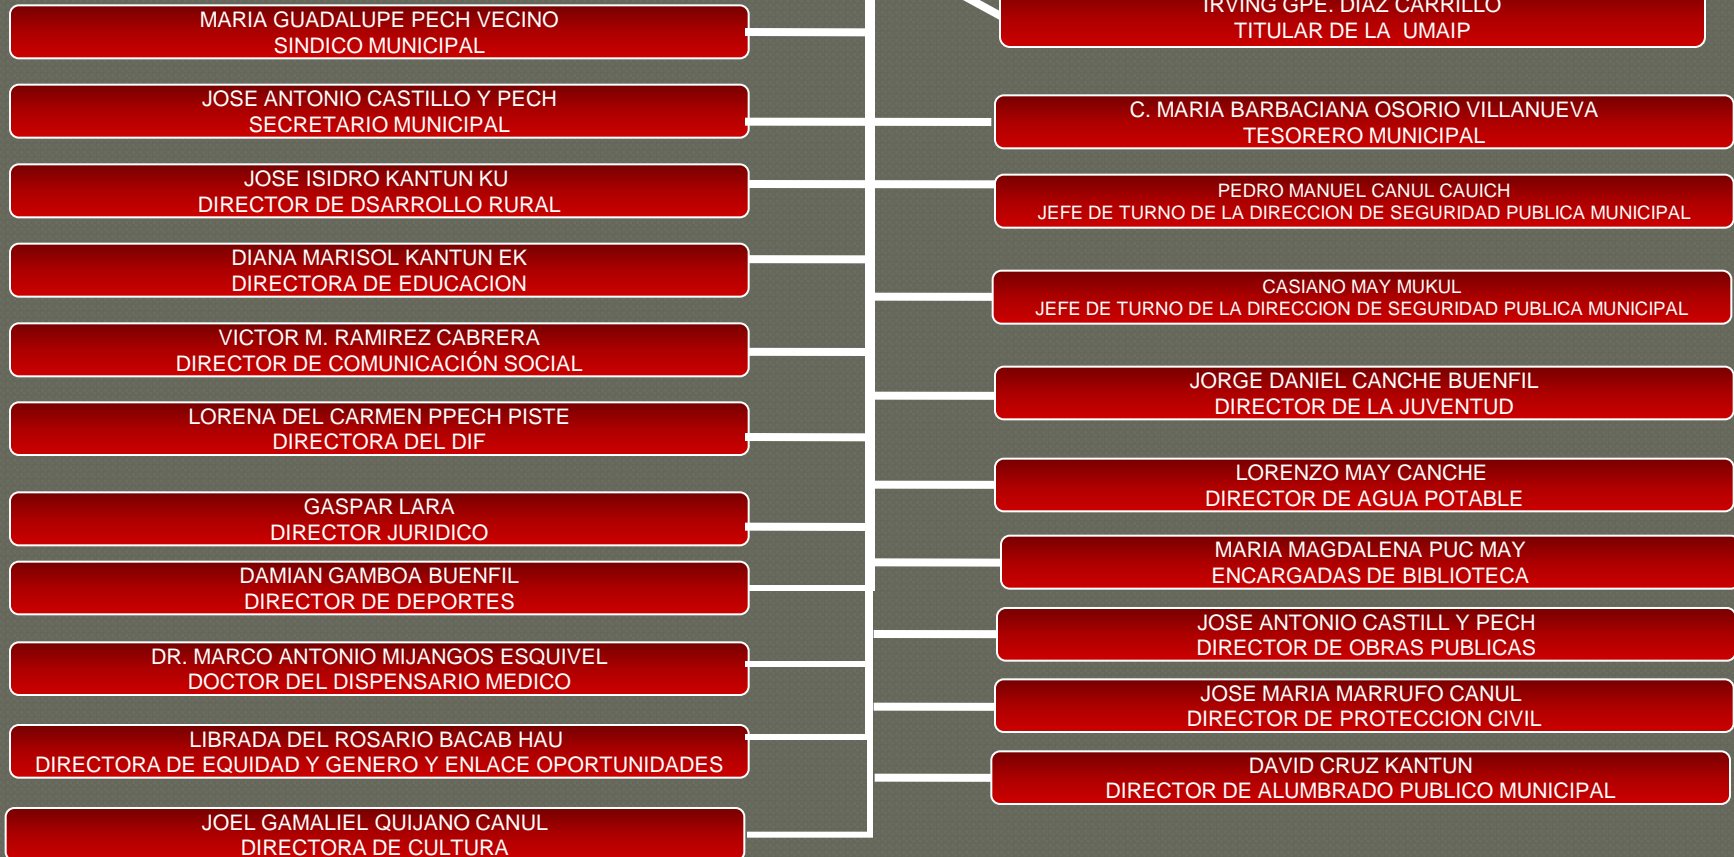 MARIA GUADALUPE PECH VECINO
SINDICO MUNICIPAL
JOSE ANTONIO CASTILLO Y PECH
SECRETARIO MUNICIPAL
JOSE ISIDRO KANTUN KU
DIRECTOR DE DSARROLLO RURAL
DIANA MARISOL KANTUN EK
DIRECTORA DE EDUCACION
VICTOR M. RAMIREZ CABRERA
DIRECTOR DE COMUNICACIÓN SOCIAL
LORENA DEL CARMEN PPECH PISTE
DIRECTORA DEL DIF
GASPAR LARA
DIRECTOR JURIDICO
DAMIAN GAMBOA BUENFIL
DIRECTOR DE DEPORTES
DR. MARCO ANTONIO MIJANGOS ESQUIVEL
DOCTOR DEL DISPENSARIO MEDICO
LIBRADA DEL ROSARIO BACAB HAU
DIRECTORA DE EQUIDAD Y GENERO Y ENLACE OPORTUNIDADES
JOEL GAMALIEL QUIJANO CANUL
DIRECTORA DE CULTURA
IRVING GPE. DIAZ CARRILLO
TITULAR DE LA UMAIP
C. MARIA BARBACIANA OSORIO VILLANUEVA
TESORERO MUNICIPAL
PEDRO MANUEL CANUL CAUICH
JEFE DE TURNO DE LA DIRECCION DE SEGURIDAD PUBLICA MUNICIPAL
CASIANO MAY MUKUL
JEFE DE TURNO DE LA DIRECCION DE SEGURIDAD PUBLICA MUNICIPAL
JORGE DANIEL CANCHE BUENFIL
DIRECTOR DE LA JUVENTUD
LORENZO MAY CANCHE
DIRECTOR DE AGUA POTABLE
MARIA MAGDALENA PUC MAY
ENCARGADAS DE BIBLIOTECA
JOSE ANTONIO CASTILL Y PECH
DIRECTOR DE OBRAS PUBLICAS
JOSE MARIA MARRUFO CANUL
DIRECTOR DE PROTECCION CIVIL
DAVID CRUZ KANTUN
DIRECTOR DE ALUMBRADO PUBLICO MUNICIPAL